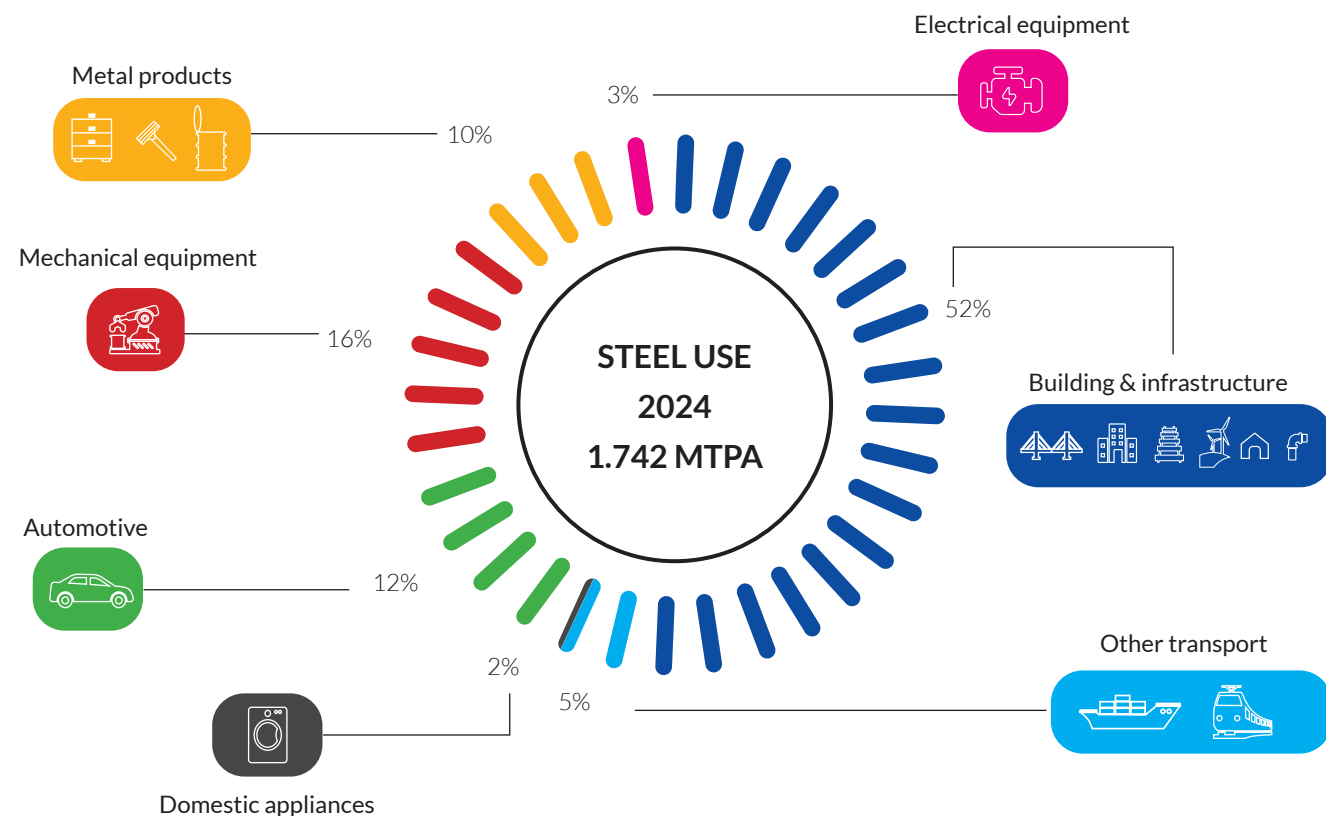 Electrical equipment
3%
Metal products
10%
Mechanical equipment
16%
52%
Building & infrastructure
STEEL USE
2024
1.742 MTPA
Automotive
12%
2%
5%
Other transport
Domestic appliances